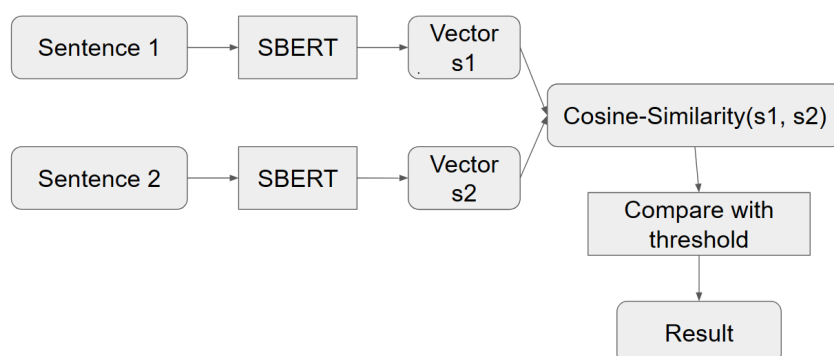 Sentence 1
SBERT
Vector
s1
Cosine-Similarity(s1, s2)
Sentence 2
SBERT
Vector
s2
Compare with
threshold
Result